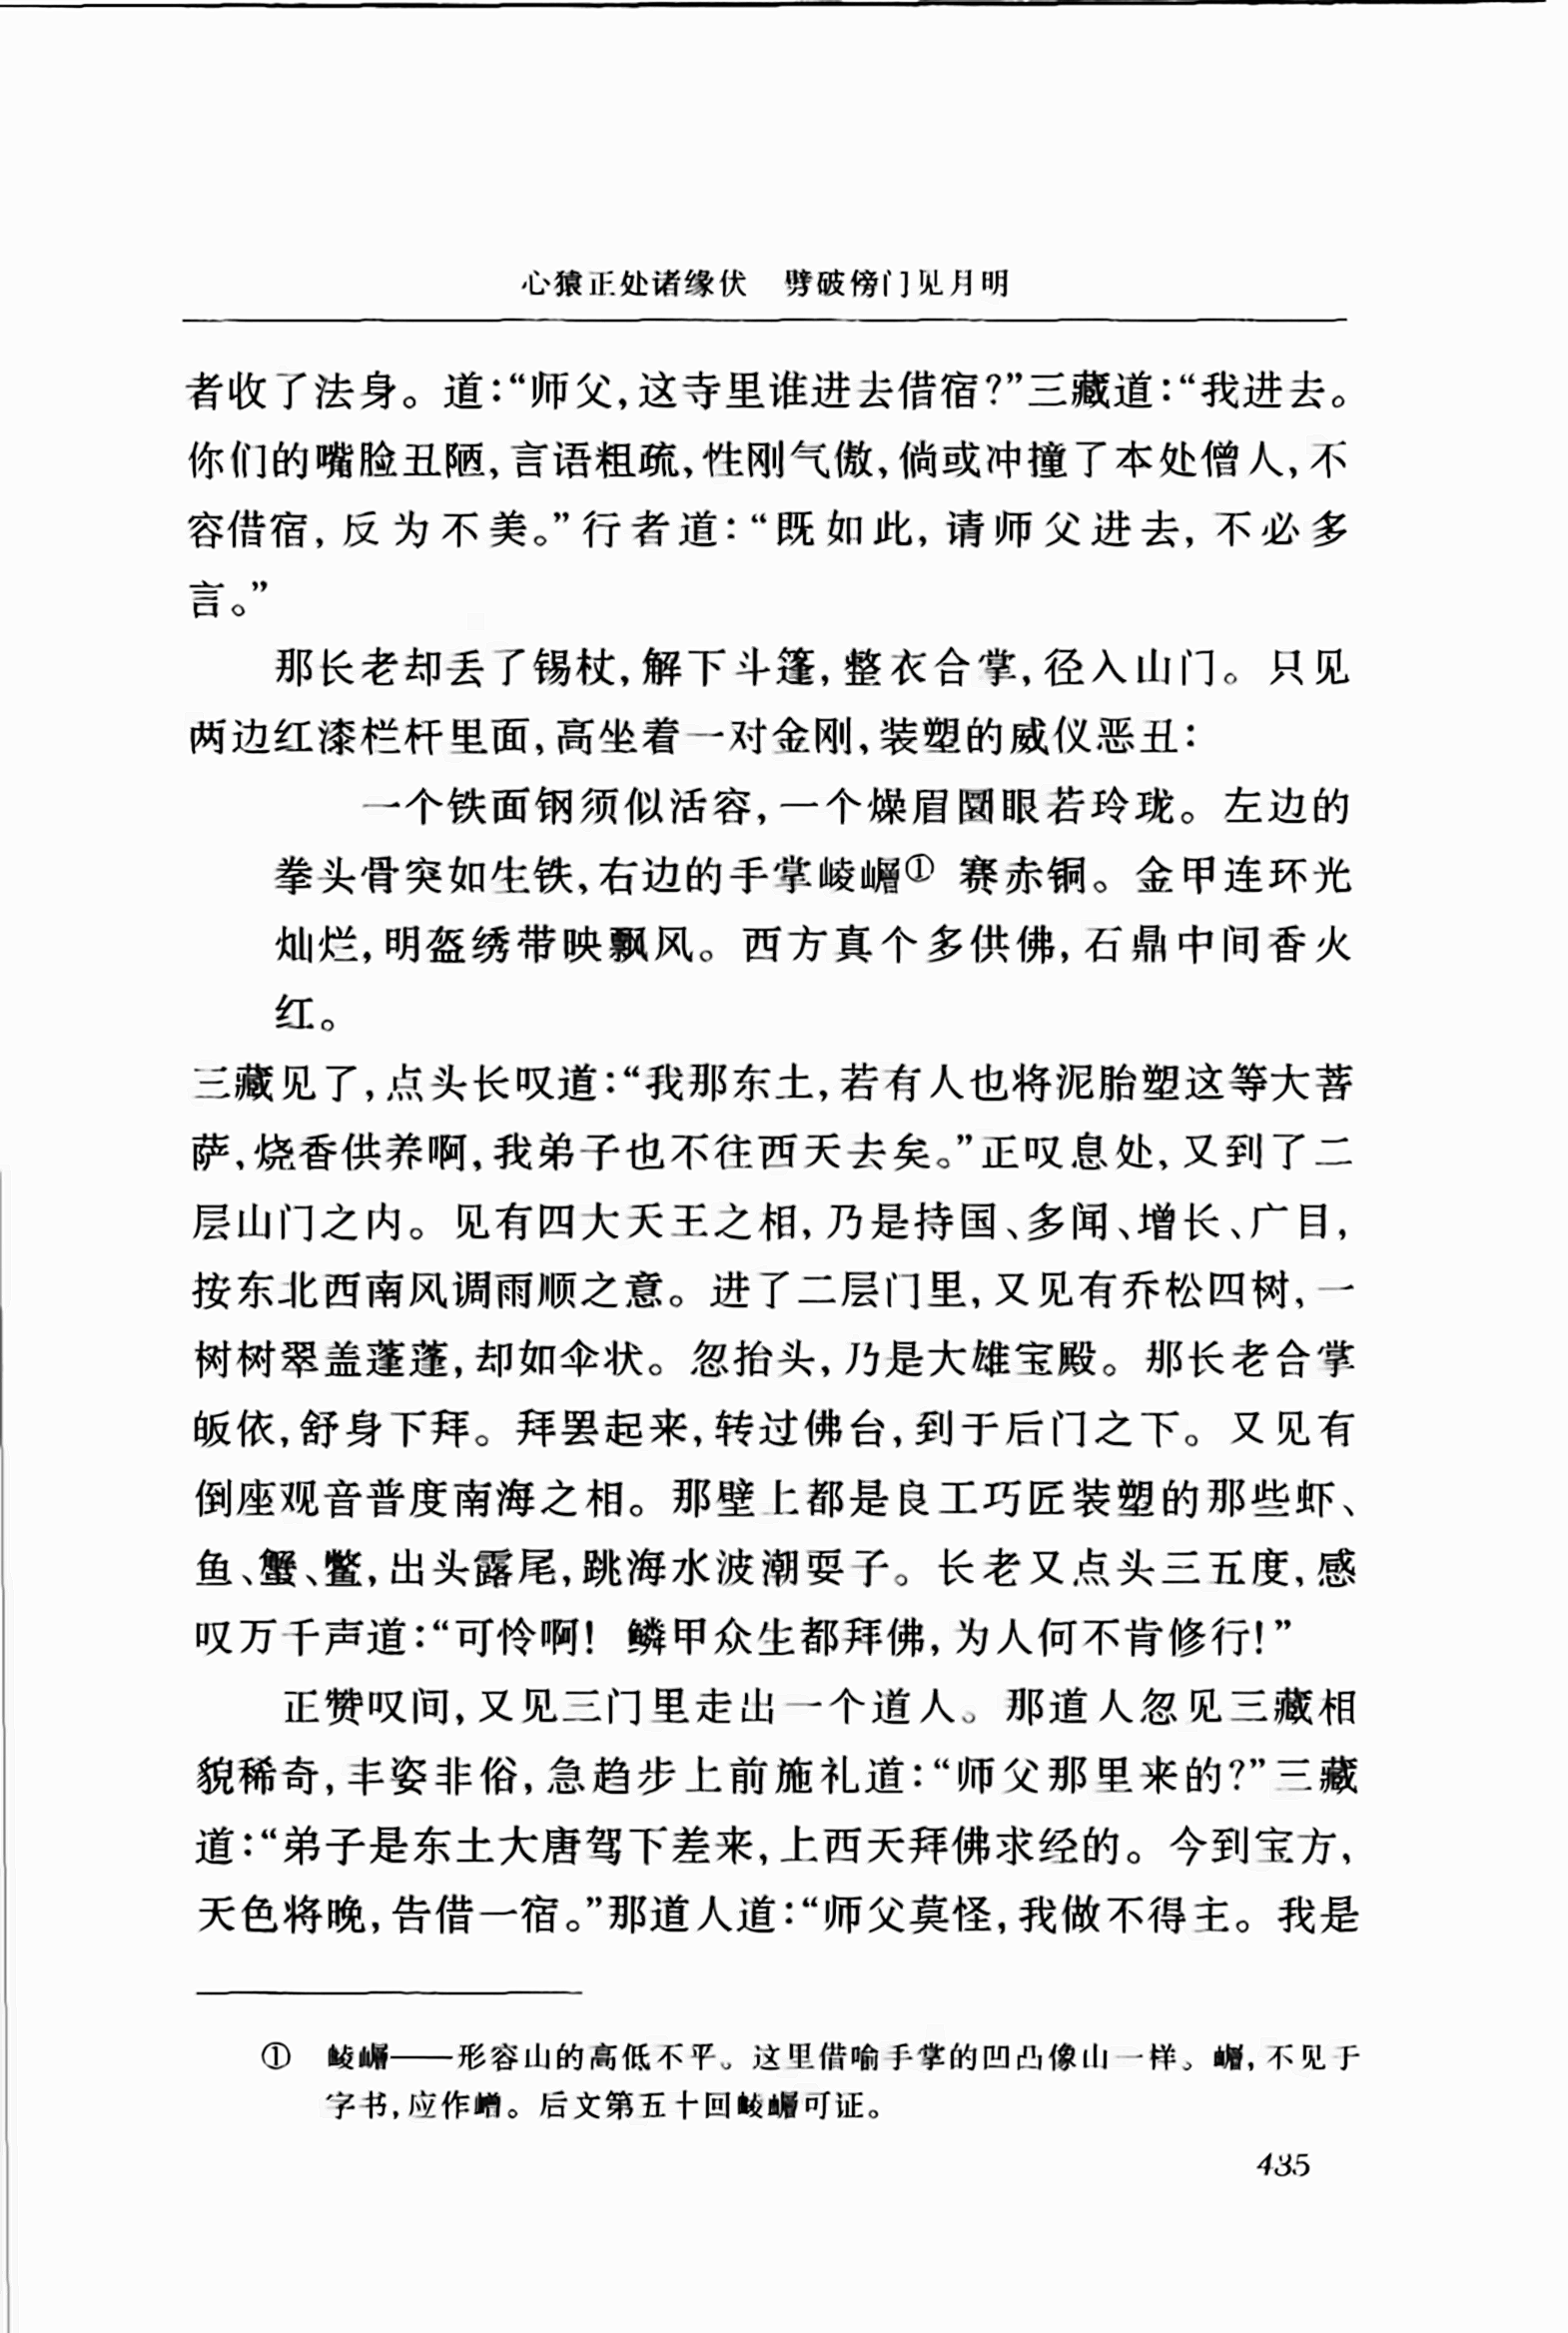 心猿正处诸缘伏　劈破傍门见月明
者收了法身。道：“师父，这寺里谁进去借宿？”三藏道：“我进去。
你们的嘴脸丑陋，言语粗疏，性刚气傲，倘或冲撞了本处僧人，不
容借宿，反为不美。”行者道：“既如此，请师父进去，不必多
言。”
那长老却丢了锡杖，解下斗篷，整衣合掌，径入山门。只见
两边红漆栏杆里面，高坐着一对金刚，装塑的威仪恶丑：
一个铁面钢须似活容，一个燥眉圜眼若玲珑。左边的
拳头骨突如生铁，右边的手掌崚𡾓① 赛赤铜。金甲连环光
灿烂，明盔绣带映飘风。西方真个多供佛，石鼎中间香火
红。
三藏见了，点头长叹道：“我那东土，若有人也将泥胎塑这等大菩
萨，烧香供养啊，我弟子也不往西天去矣。”正叹息处，又到了二
层山门之内。见有四大天王之相，乃是持国、多闻、增长、广目，
按东北西南风调雨顺之意。进了二层门里，又见有乔松四树，一
树树翠盖蓬蓬，却如伞状。忽抬头，乃是大雄宝殿。那长老合掌
皈依，舒身下拜。拜罢起来，转过佛台，到于后门之下。又见有
倒座观音普度南海之相。那壁上都是良工巧匠装塑的那些虾、
鱼、蟹、鳖，出头露尾，跳海水波潮耍子。长老又点头三五度，感
叹万千声道：“可怜啊！鳞甲众生都拜佛，为人何不肯修行！”
正赞叹间，又见三门里走出一个道人。那道人忽见三藏相
貌稀奇，丰姿非俗，急趋步上前施礼道：“师父那里来的？”三藏
道：“弟子是东土大唐驾下差来，上西天拜佛求经的。今到宝方，
天色将晚，告借一宿。”那道人道：“师父莫怪，我做不得主。我是
①　崚𡾓——形容山的高低不平。这里借喻手掌的凹凸像山一样。𡾓，不见于
字书，应作嶒。后文第五十回崚𡾓可证。
435